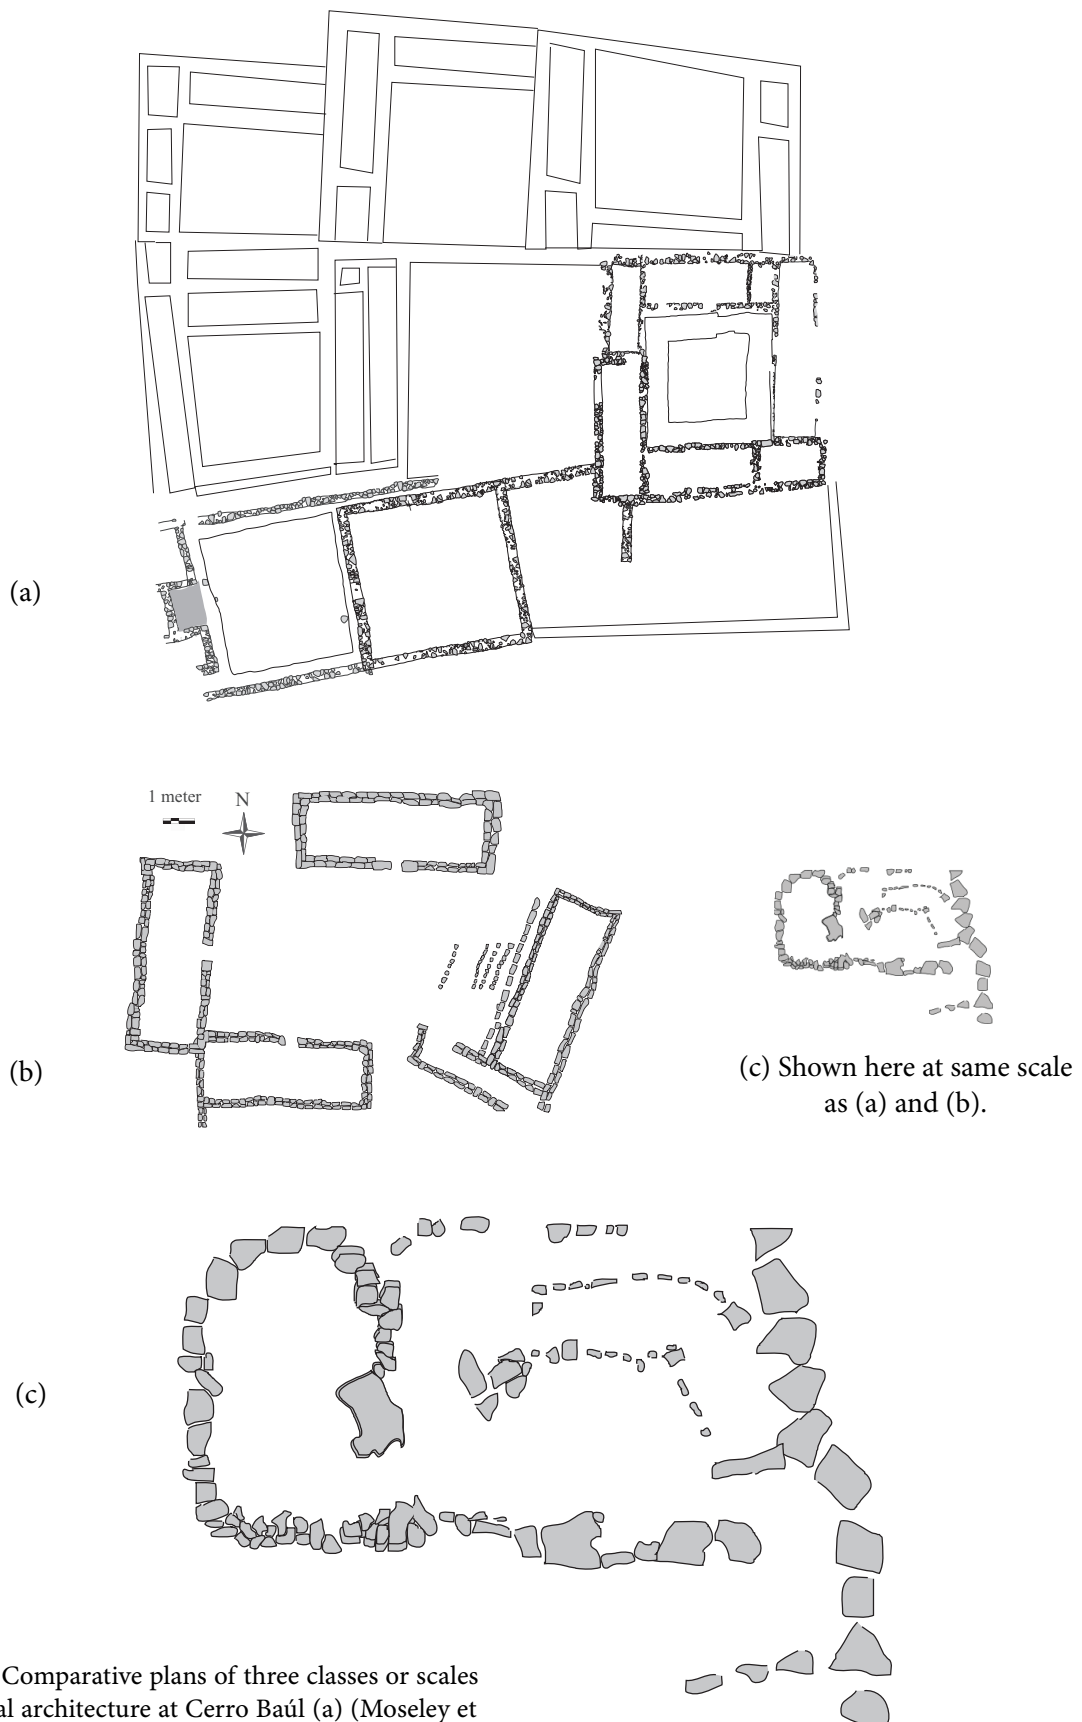 (a)
1 meter
N
(b)
(c) Shown here at same scale
as (a) and (b).
(c)
Comparative plans of three classes or scales
architecture at Cerro Baúl (a) (Moseley et